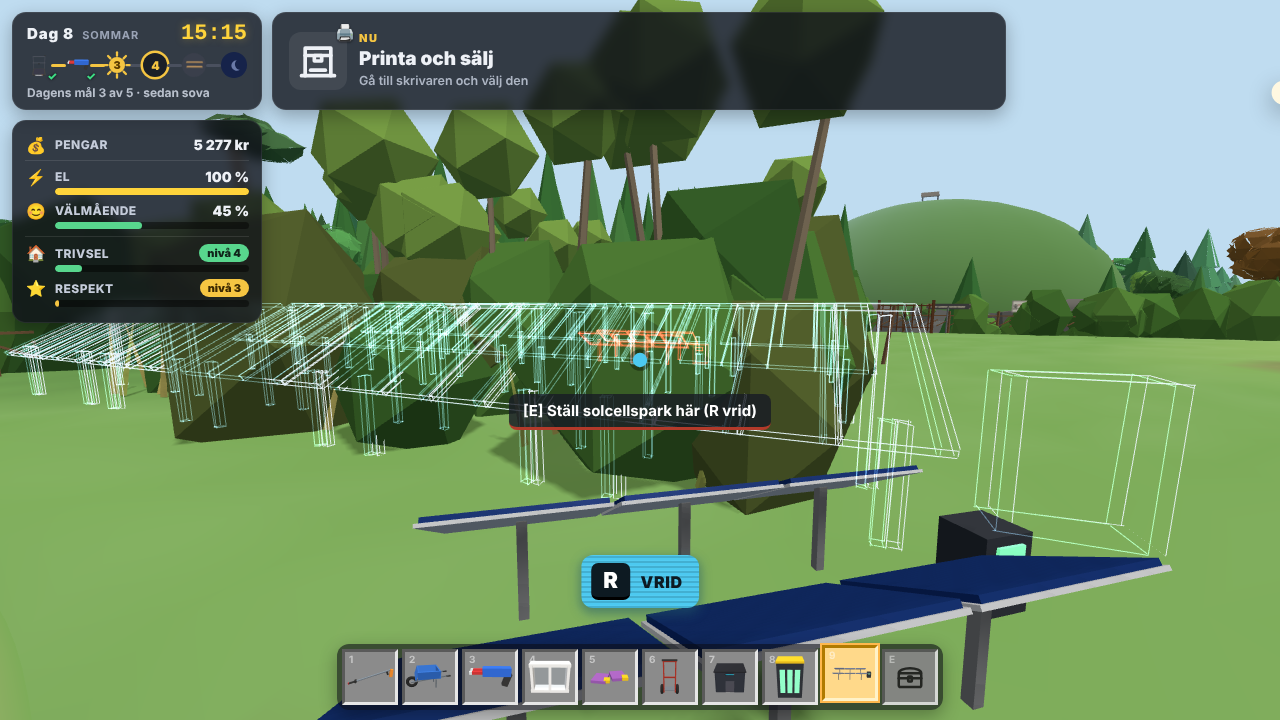 Dag 8 SOMMAR 15:15
3
4
Dagens mål 3 av 5 · sedan sova
NU
Printa och sälj
Gå till skrivaren och välj den
PENGAR 5 277 kr
EL 100 %
VÄLMÅENDE 45 %
TRIVSEL nivå 4
RESPEKT nivå 3
[E] Ställ solcellspark här (R vrid)
R VRID
1 2 3 4 5 6 7 8 9 E